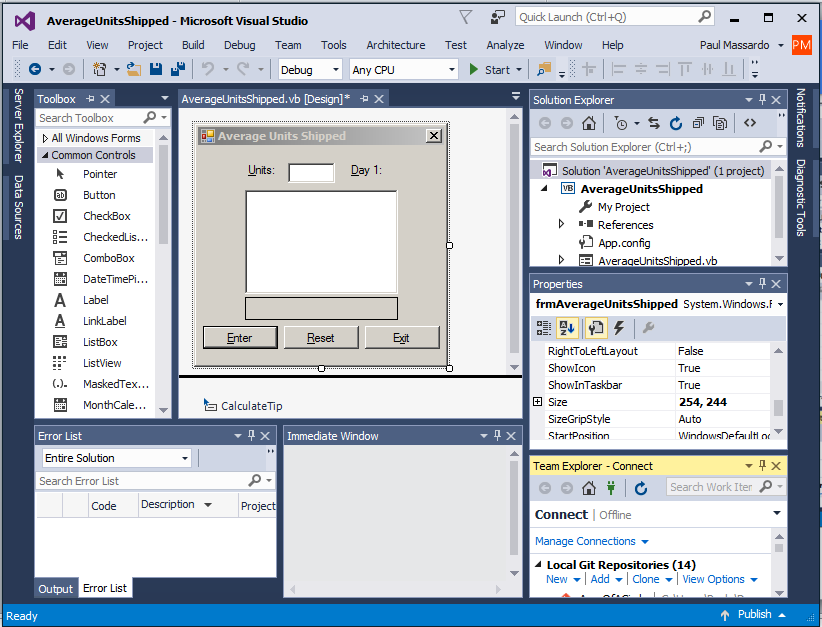 AverageUnitsShipped - Microsoft Visual Studio
Quick Launch (Ctrl+Q)
File Edit View Project Build Debug Team Tools Architecture Test Analyze Window Help Paul Massardo PM
Debug Any CPU Start
Server Explorer
Data Sources
Toolbox
Search Toolbox
All Windows Forms
Common Controls
Pointer
Button
CheckBox
CheckedLis...
ComboBox
DateTimePi...
Label
LinkLabel
ListBox
ListView
MaskedTex...
MonthCale...
AverageUnitsShipped.vb [Design]*
Average Units Shipped
Units: Day 1:
Enter Reset Exit
CalculateTip
Solution Explorer
Search Solution Explorer (Ctrl+;)
Solution 'AverageUnitsShipped' (1 project)
VB AverageUnitsShipped
My Project
References
App.config
AverageUnitsShipped.vb
Notifications
Diagnostic Tools
Properties
frmAverageUnitsShipped System.Windows.F
RightToLeftLayout False
ShowIcon True
ShowInTaskbar True
Size 254, 244
SizeGripStyle Auto
StartPosition WindowsDefaultLoc
Error List
Entire Solution
Search Error List
Code Description Project
Output Error List
Immediate Window
Team Explorer - Connect
Search Work Iter
Connect | Offline
Manage Connections
Local Git Repositories (14)
New | Add | Clone | View Options
Ready Publish